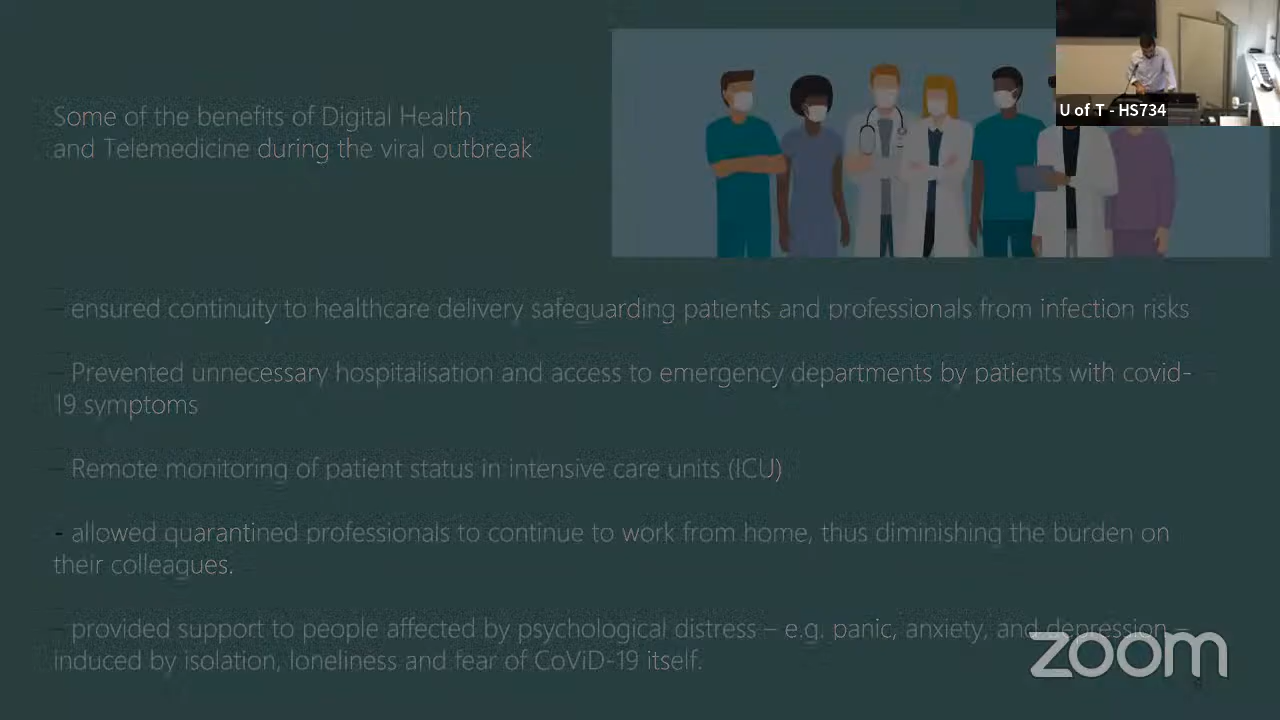 Some of the benefits of Digital Health
and Telemedicine during the viral outbreak
U of T - HS734
- ensured continuity to healthcare delivery safeguarding patients and professionals from infection risks
- Prevented unnecessary hospitalisation and access to emergency departments by patients with covid-
19 symptoms
- Remote monitoring of patient status in intensive care units (ICU)
- allowed quarantined professionals to continue to work from home, thus diminishing the burden on
their colleagues.
- provided support to people affected by psychological distress – e.g. panic, anxiety, and depression –
induced by isolation, loneliness and fear of CoViD-19 itself.
zoom